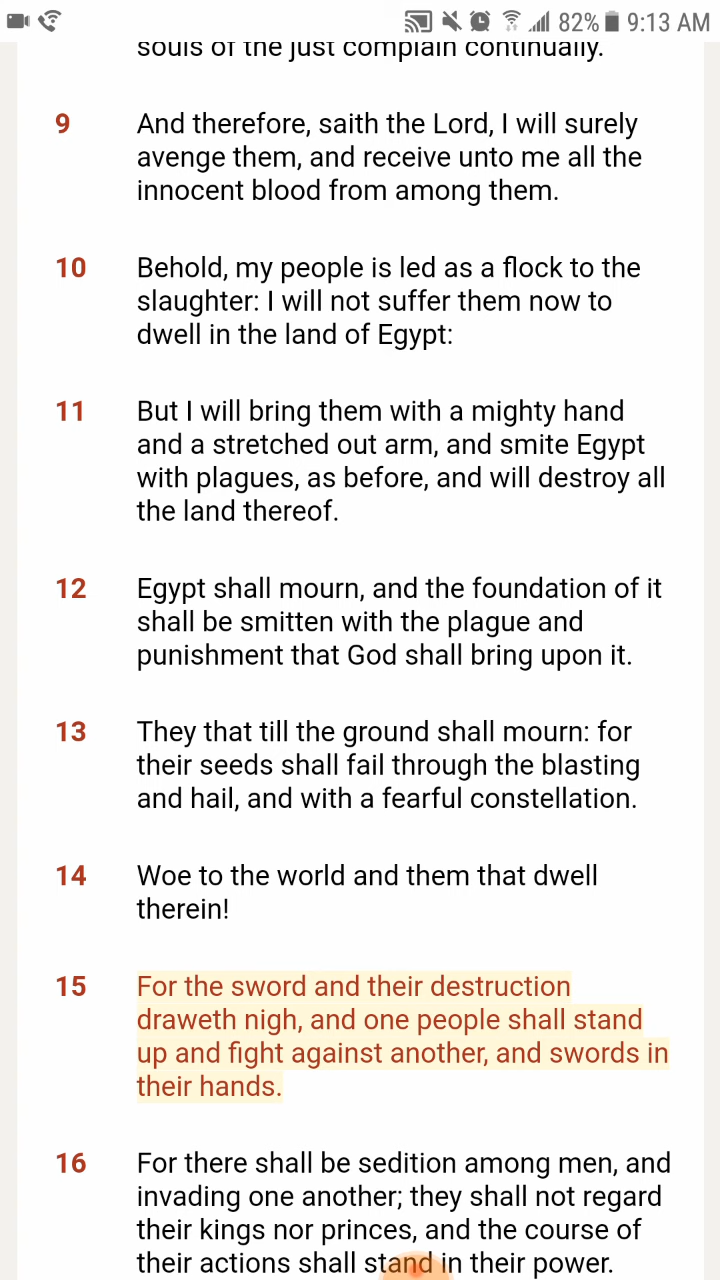 82% 9:13 AM
souls of the just complain continually.
9 And therefore, saith the Lord, I will surely
avenge them, and receive unto me all the
innocent blood from among them.
10 Behold, my people is led as a flock to the
slaughter: I will not suffer them now to
dwell in the land of Egypt:
11 But I will bring them with a mighty hand
and a stretched out arm, and smite Egypt
with plagues, as before, and will destroy all
the land thereof.
12 Egypt shall mourn, and the foundation of it
shall be smitten with the plague and
punishment that God shall bring upon it.
13 They that till the ground shall mourn: for
their seeds shall fail through the blasting
and hail, and with a fearful constellation.
14 Woe to the world and them that dwell
therein!
15 For the sword and their destruction
draweth nigh, and one people shall stand
up and fight against another, and swords in
their hands.
16 For there shall be sedition among men, and
invading one another; they shall not regard
their kings nor princes, and the course of
their actions shall stand in their power.